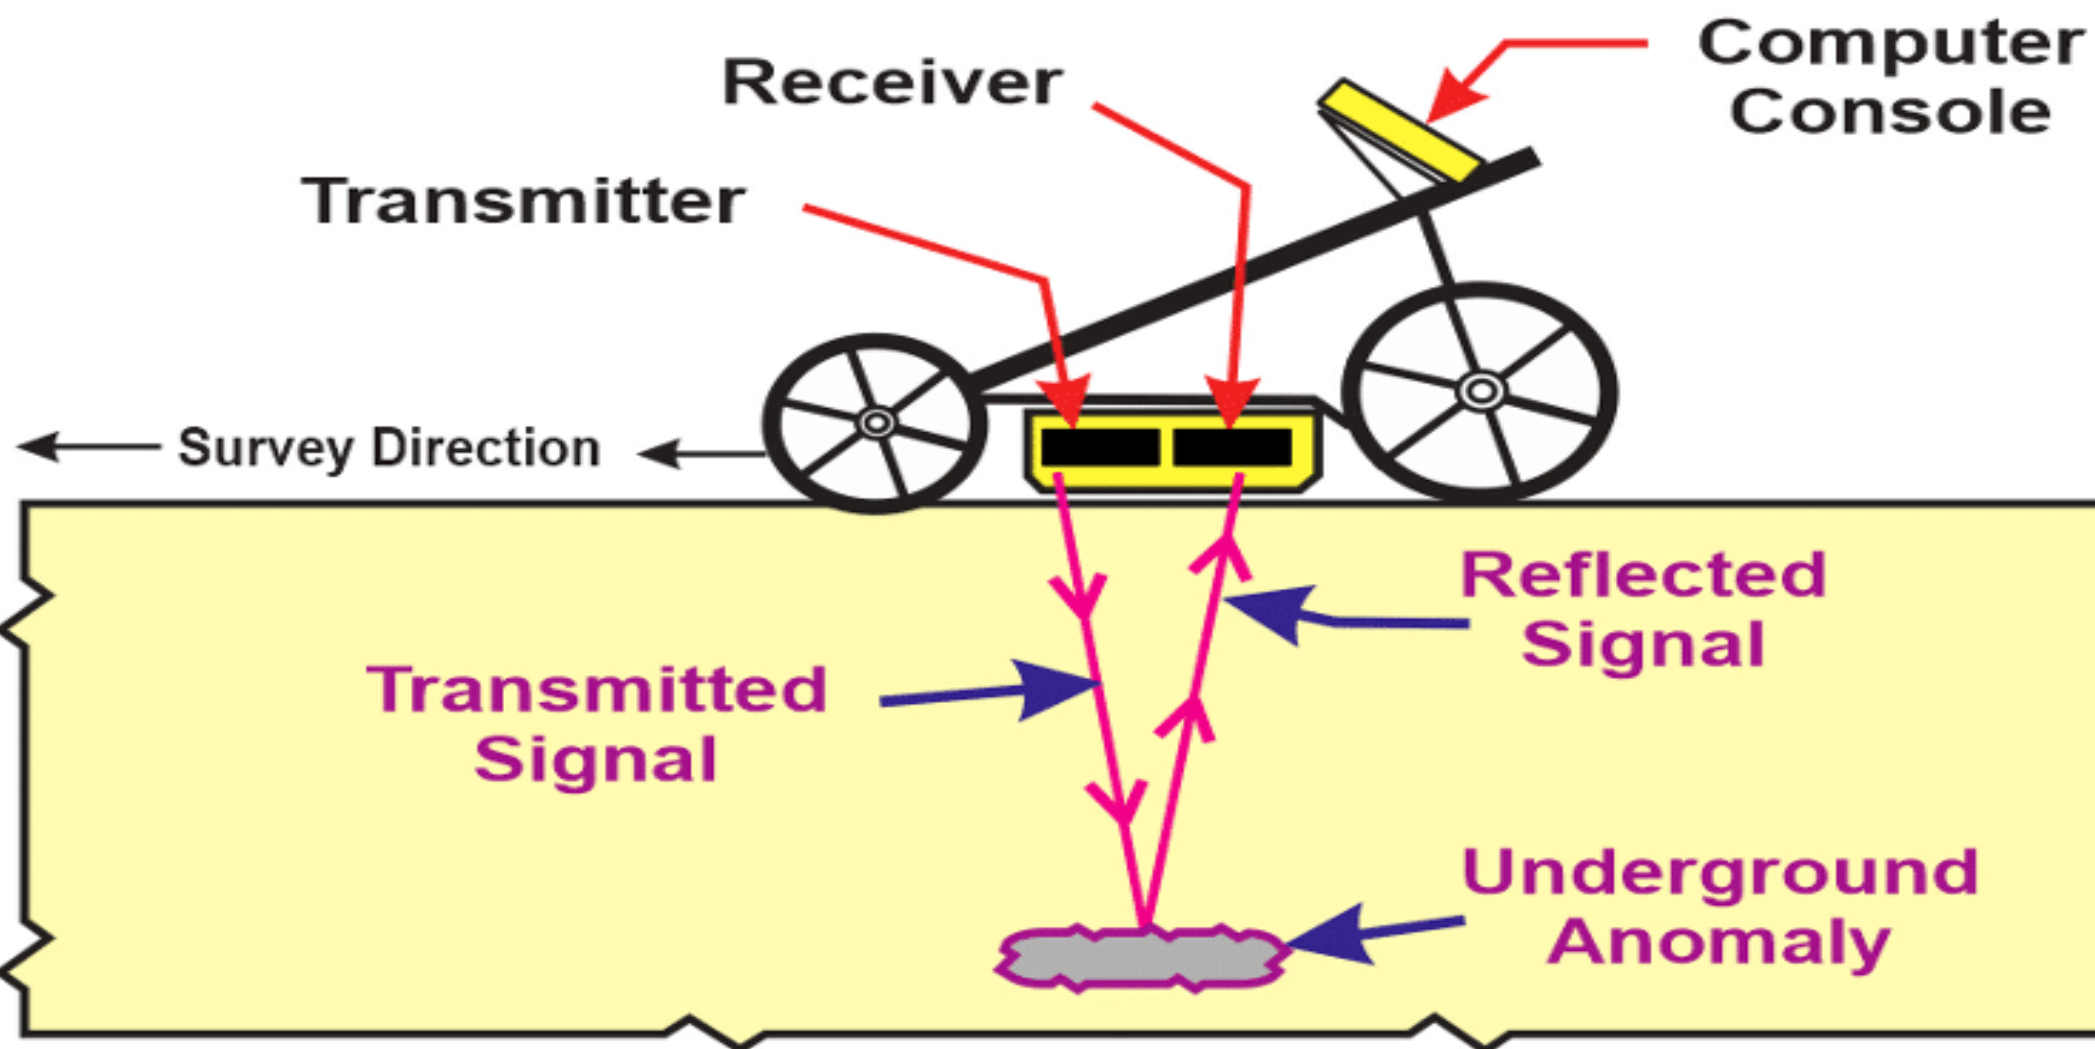 Computer
Console
Receiver
Transmitter
Survey Direction
Reflected
Signal
Transmitted
Signal
Underground
Anomaly